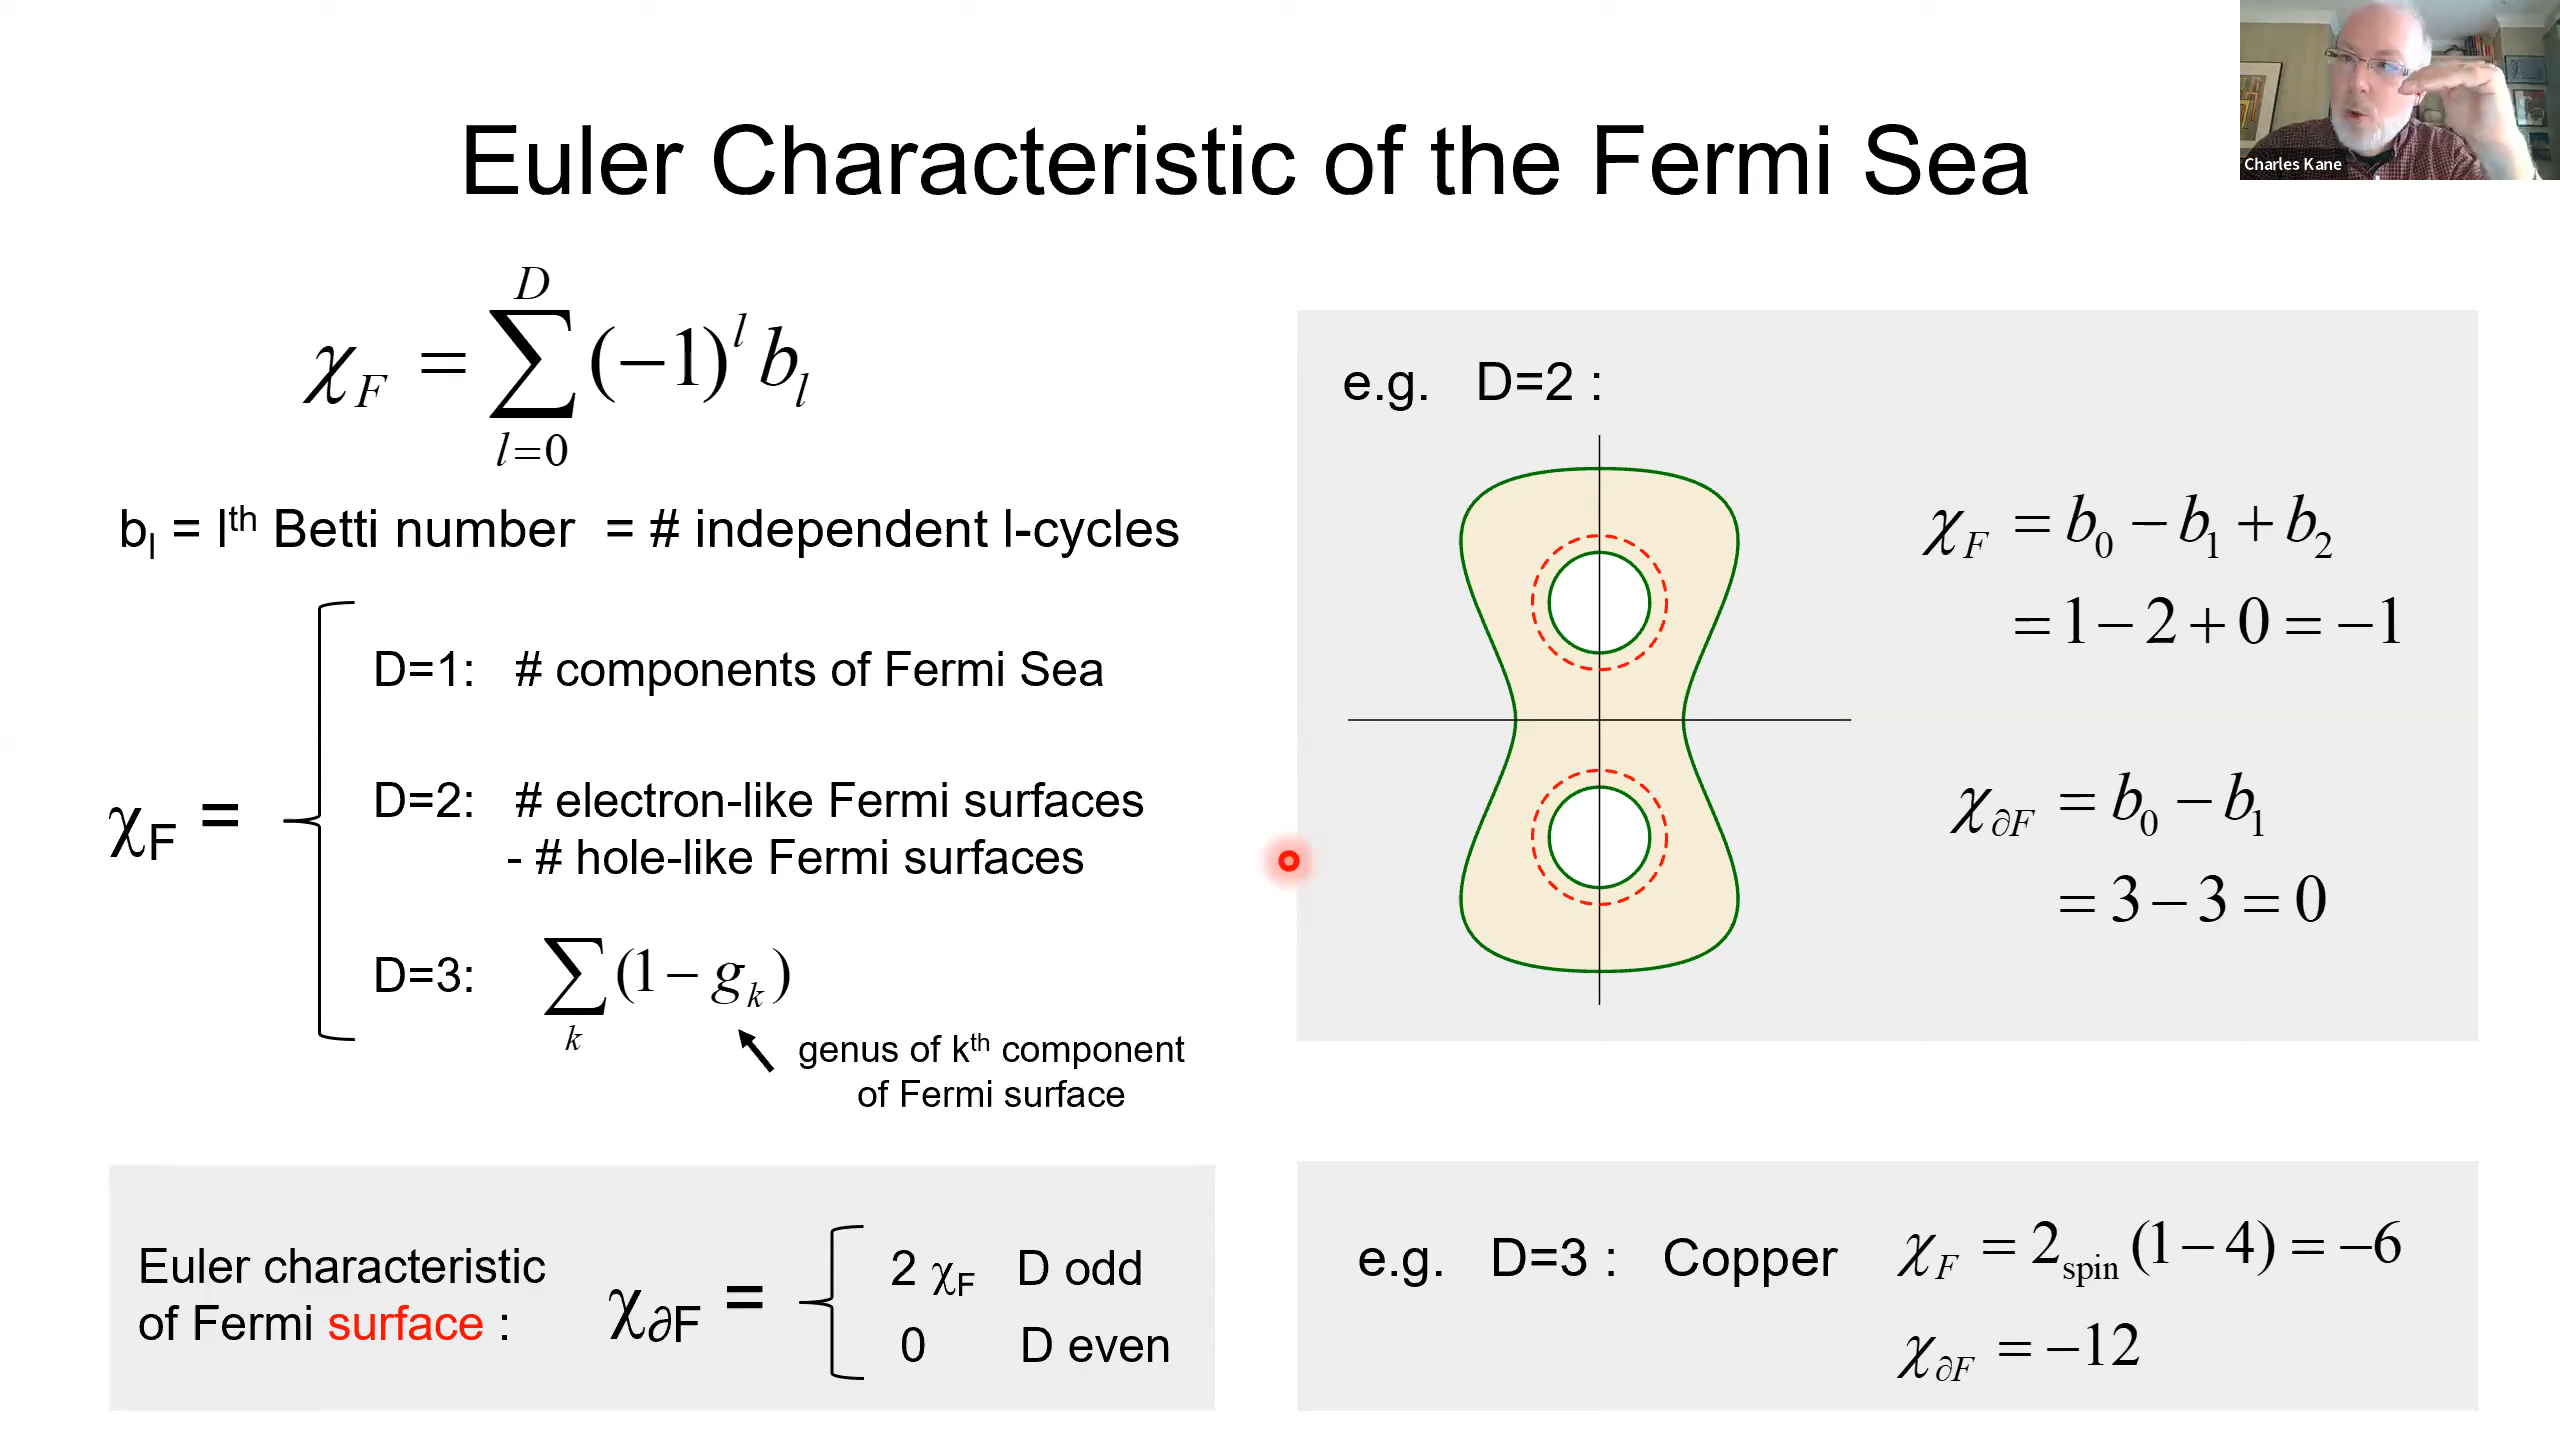 Charles Kane
Euler Characteristic of the Fermi Sea
χ_F = ∑_{l=0}^{D} (−1)^l b_l
b_l = l^th Betti number = # independent l-cycles
χ_F =
D=1: # components of Fermi Sea
D=2: # electron-like Fermi surfaces
- # hole-like Fermi surfaces
D=3: ∑_k (1 − g_k)
genus of k^th component
of Fermi surface
Euler characteristic
of Fermi surface :
χ_∂F =
2 χ_F D odd
0 D even
e.g. D=2 :
χ_F = b_0 − b_1 + b_2
= 1 − 2 + 0 = −1
χ_∂F = b_0 − b_1
= 3 − 3 = 0
e.g. D=3 : Copper χ_F = 2_spin (1 − 4) = −6
χ_∂F = −12